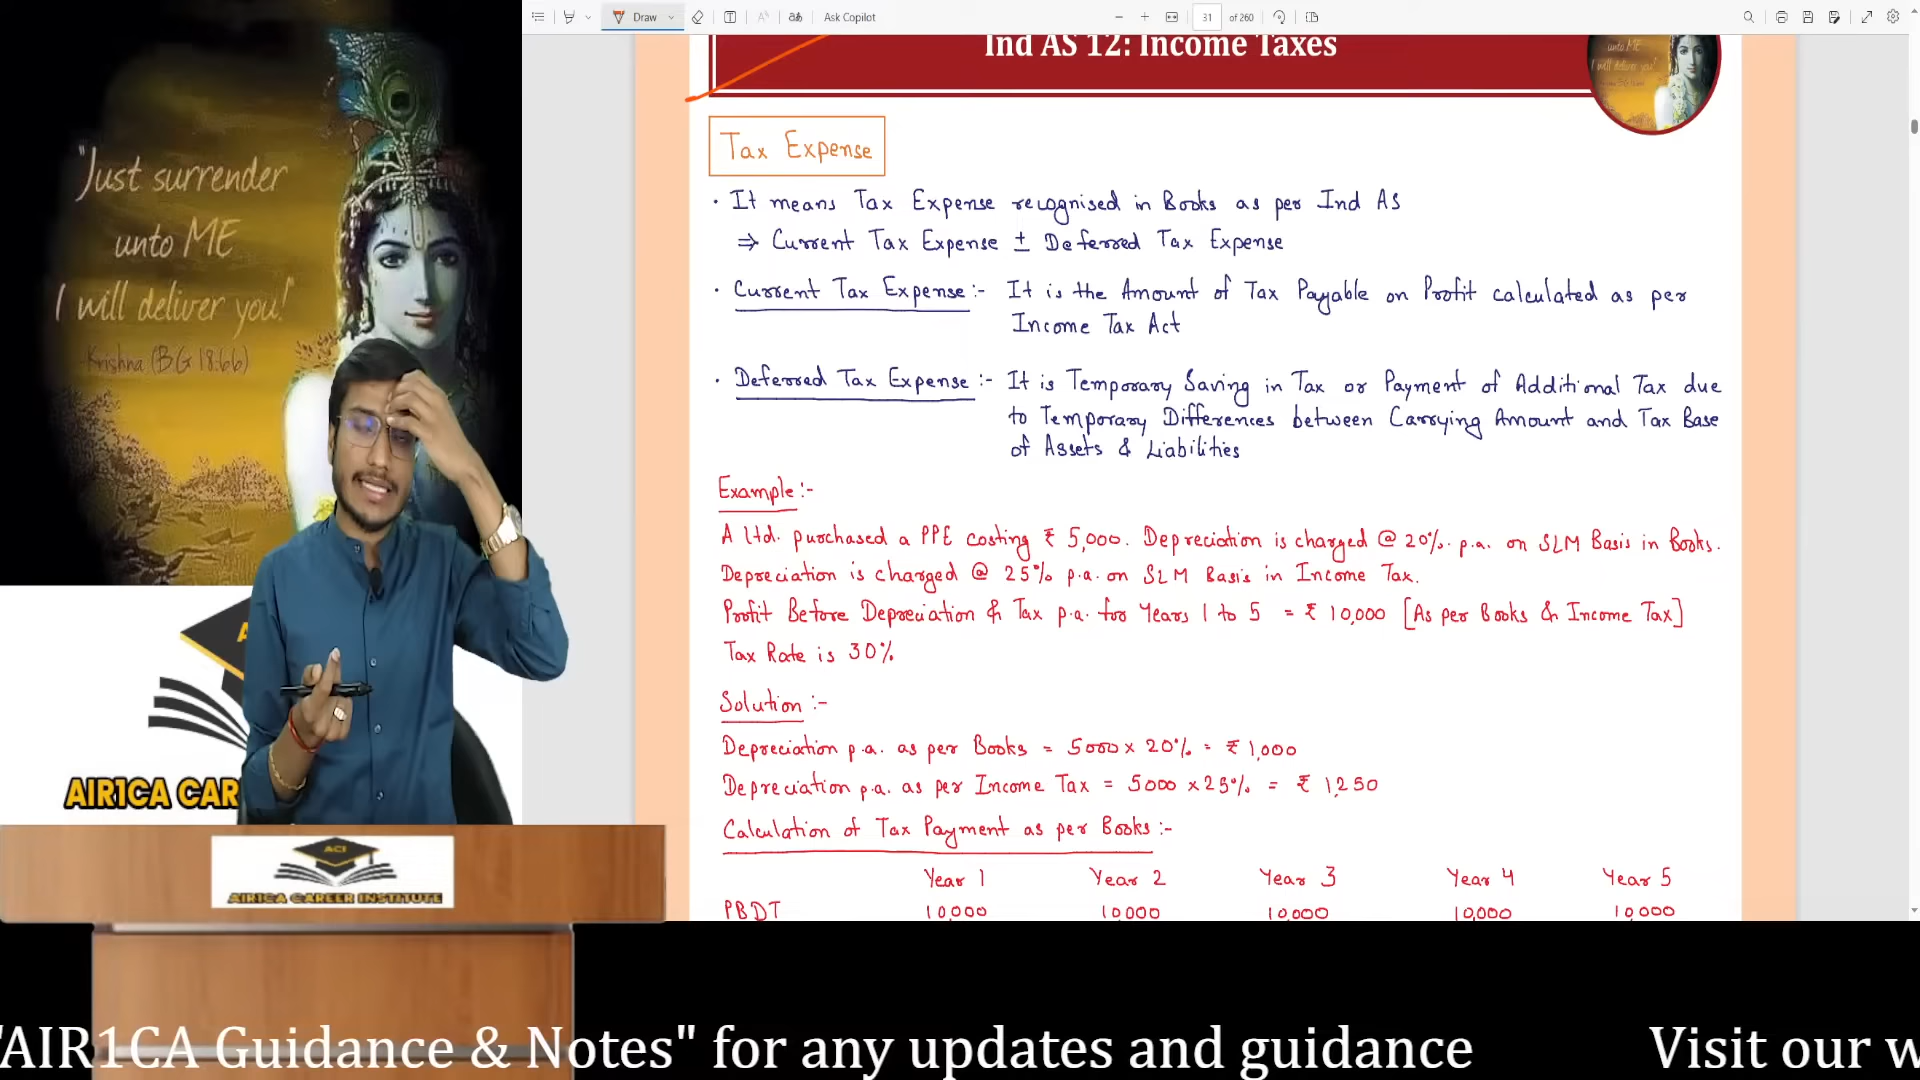 "Just surrender
unto ME
I will deliver you!"
- Krishna (B.G 18.66)
AIR1CA CAR
ACI
AIR1CA CAREER INSTITUTE
Draw
Ask Copilot
31 of 260
Ind AS 12: Income Taxes
unto ME
I will deliver you!
Tax Expense
· It means Tax Expense recognised in Books as per Ind AS
⇒ Current Tax Expense ± Deferred Tax Expense
· Current Tax Expense :- It is the Amount of Tax Payable on Profit calculated as per
Income Tax Act
· Deferred Tax Expense :- It is Temporary Saving in Tax or Payment of Additional Tax due
to Temporary Differences between Carrying Amount and Tax Base
of Assets & Liabilities
Example :-
A Ltd. purchased a PPE costing ₹ 5,000. Depreciation is charged @ 20% p.a. on SLM Basis in Books.
Depreciation is charged @ 25% p.a. on SLM Basis in Income Tax.
Profit Before Depreciation & Tax p.a. for Years 1 to 5 = ₹ 10,000 [As per Books & Income Tax]
Tax Rate is 30%
Solution :-
Depreciation p.a. as per Books = 5000 × 20% = ₹ 1,000
Depreciation p.a. as per Income Tax = 5000 × 25% = ₹ 1,250
Calculation of Tax Payment as per Books :-
Year 1 Year 2 Year 3 Year 4 Year 5
PBDT 10,000 10,000 10,000 10,000 10,000
"AIR1CA Guidance & Notes" for any updates and guidance Visit our w